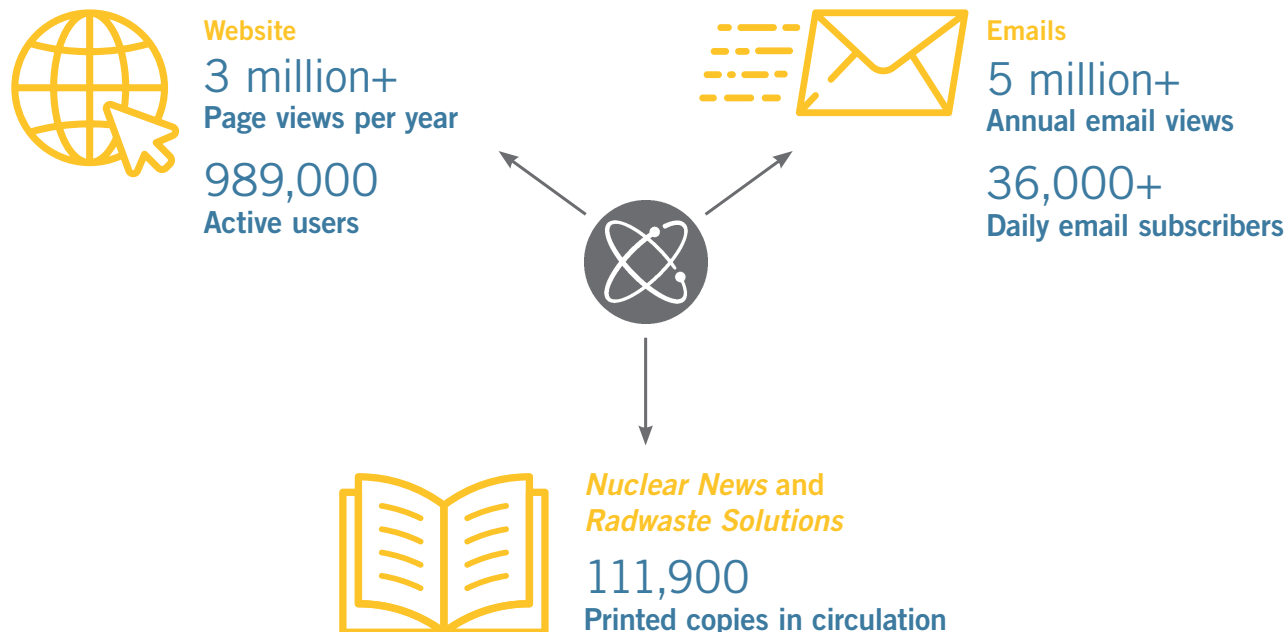 Website
3 million+
Page views per year
989,000
Active users
Emails
5 million+
Annual email views
36,000+
Daily email subscribers
Nuclear News and
Radwaste Solutions
111,900
Printed copies in circulation